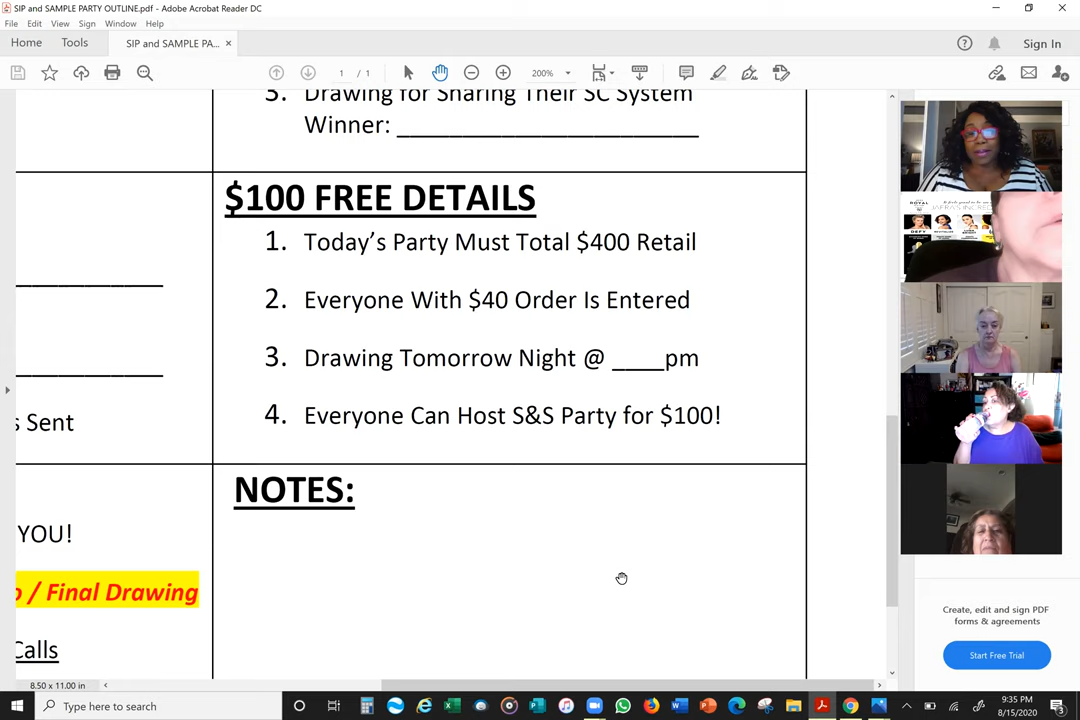 SIP and SAMPLE PARTY OUTLINE.pdf - Adobe Acrobat Reader DC
File Edit View Sign Window Help
Home Tools SIP and SAMPLE PA... × Sign In
1 / 1 200%
3. Drawing for Sharing Their SC System
Winner: ___________________________
$100 FREE DETAILS
1. Today's Party Must Total $400 Retail
2. Everyone With $40 Order Is Entered
3. Drawing Tomorrow Night @ ____pm
4. Everyone Can Host S&S Party for $100!
s Sent
NOTES:
YOU!
/ Final Drawing
Calls
ROYAL
DEFY
Create, edit and sign PDF
forms & agreements
Start Free Trial
8.50 x 11.00 in
Type here to search
9:35 PM
8/15/2020